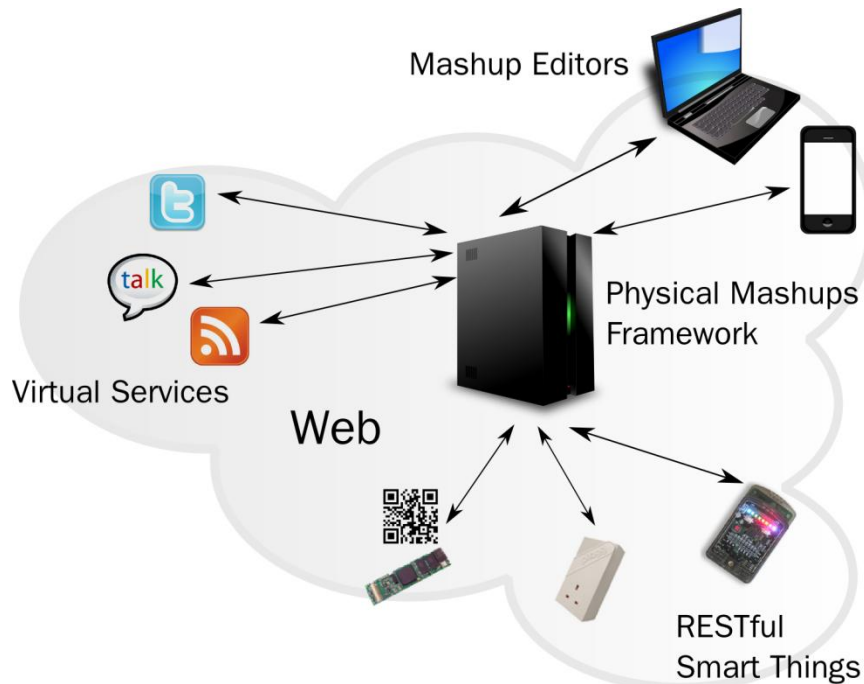 Mashup Editors
talk
Physical Mashups
Framework
Virtual Services
Web
RESTful
Smart Things